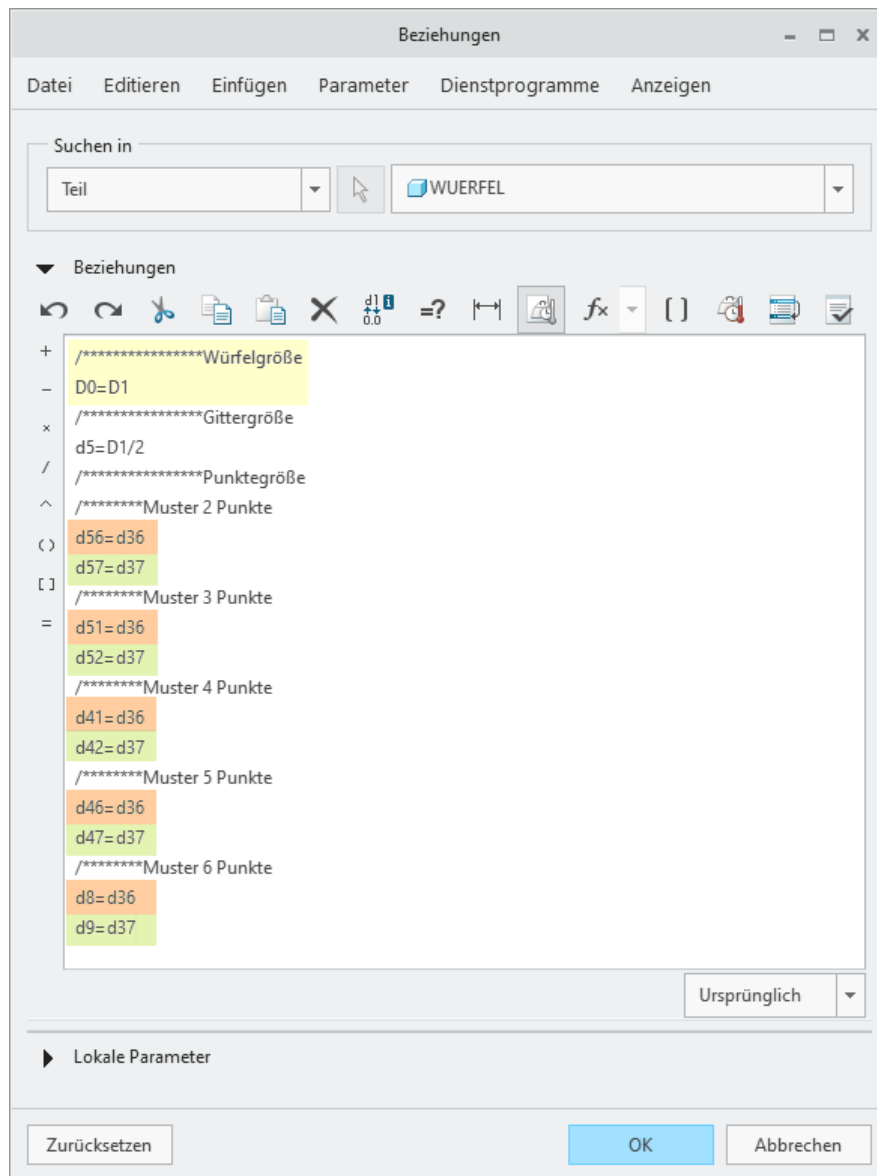 Beziehungen
Datei Editieren Einfügen Parameter Dienstprogramme Anzeigen
Suchen in
Teil WUERFEL
Beziehungen
=? fx [ ]
+
−
×
/
^
()
[]
=
/****************Würfelgröße
D0=D1
/****************Gittergröße
d5=D1/2
/****************Punktegröße
/********Muster 2 Punkte
d56=d36
d57=d37
/********Muster 3 Punkte
d51=d36
d52=d37
/********Muster 4 Punkte
d41=d36
d42=d37
/********Muster 5 Punkte
d46=d36
d47=d37
/********Muster 6 Punkte
d8=d36
d9=d37
Ursprünglich
Lokale Parameter
Zurücksetzen OK Abbrechen